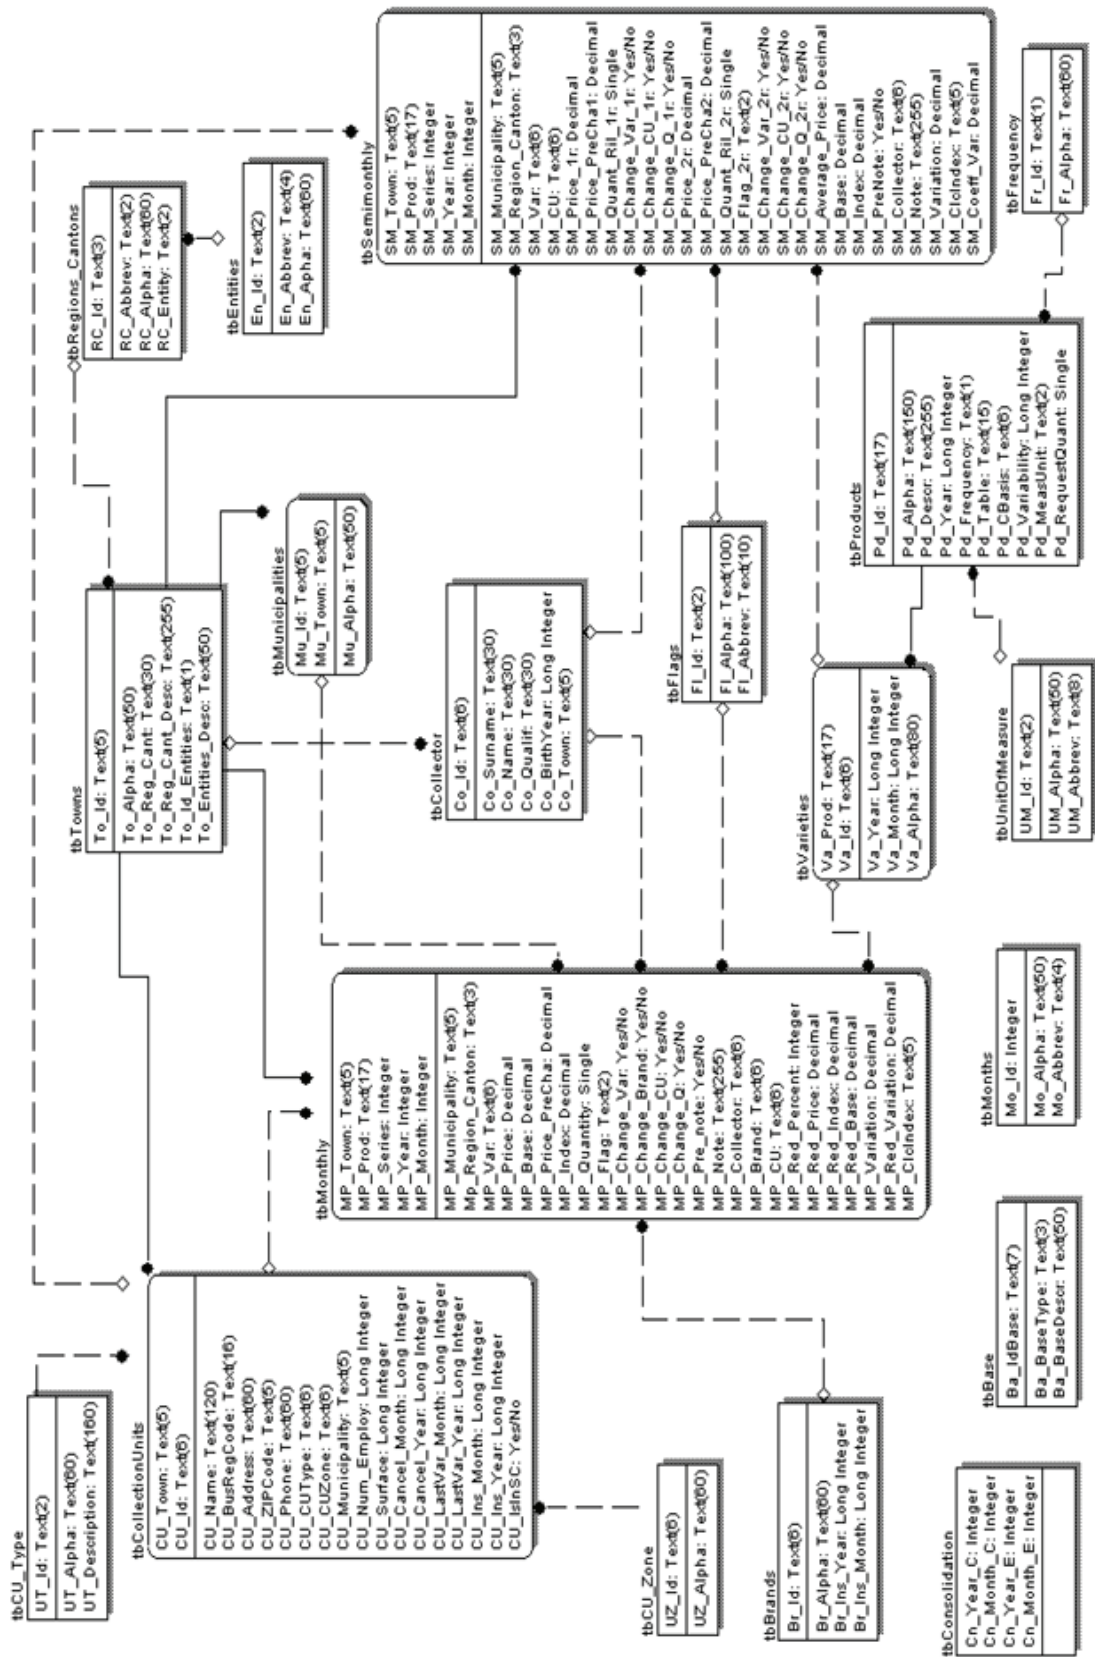 tbCU_Type
UT_Id: Text(2)
UT_Alpha: Text(60)
UT_Description: Text(160)
tbCollectionUnits
CU_Town: Text(5)
CU_Id: Text(6)
CU_Name: Text(120)
CU_BusRegCode: Text(16)
CU_Address: Text(60)
CU_ZIPCode: Text(5)
CU_Phone: Text(60)
CU_CUType: Text(6)
CU_CUZone: Text(6)
CU_Municipality: Text(5)
CU_Num_Employ: Long Integer
CU_Surface: Long Integer
CU_Cancel_Month: Long Integer
CU_Cancel_Year: Long Integer
CU_LastVar_Month: Long Integer
CU_LastVar_Year: Long Integer
CU_Ins_Month: Long Integer
CU_Ins_Year: Long Integer
CU_IsInSC: Yes/No
tbCU_Zone
UZ_Id: Text(6)
UZ_Alpha: Text(60)
tbBrands
Br_Id: Text(6)
Br_Alpha: Text(60)
Br_Ins_Year: Long Integer
Br_Ins_Month: Long Integer
tbConsolidation
Cn_Year_C: Integer
Cn_Month_C: Integer
Cn_Year_E: Integer
Cn_Month_E: Integer
tbBase
Ba_IdBase: Text(7)
Ba_BaseType: Text(3)
Ba_BaseDescr: Text(50)
tbMonths
Mo_Id: Integer
Mo_Alpha: Text(50)
Mo_Abbrev: Text(4)
tbMonthly
MP_Town: Text(5)
MP_Prod: Text(17)
MP_Series: Integer
MP_Year: Integer
MP_Month: Integer
MP_Municipality: Text(5)
Mp_Region_Canton: Text(3)
MP_Var: Text(6)
MP_Price: Decimal
MP_Base: Decimal
MP_Price_PreCha: Decimal
MP_Index: Decimal
MP_Quantity: Single
MP_Flag: Text(2)
MP_Change_Var: Yes/No
MP_Change_Brand: Yes/No
MP_Change_CU: Yes/No
MP_Change_Q: Yes/No
MP_Pre_note: Yes/No
MP_Note: Text(255)
MP_Collector: Text(6)
MP_Brand: Text(6)
MP_CU: Text(6)
MP_Red_Percent: Integer
MP_Red_Price: Decimal
MP_Red_Index: Decimal
MP_Red_Base: Decimal
MP_Variation: Decimal
MP_Red_Variation: Decimal
MP_ClcIndex: Text(5)
tbTowns
To_Id: Text(5)
To_Alpha: Text(50)
To_Reg_Cant: Text(30)
To_Reg_Cant_Desc: Text(255)
To_Id_Entities: Text(1)
To_Entities_Desc: Text(50)
tbMunicipalities
Mu_Id: Text(5)
Mu_Town: Text(5)
Mu_Alpha: Text(50)
tbCollector
Co_Id: Text(6)
Co_Surname: Text(30)
Co_Name: Text(30)
Co_Qualif: Text(30)
Co_BirthYear: Long Integer
Co_Town: Text(5)
tbFlags
Fl_Id: Text(2)
Fl_Alpha: Text(100)
Fl_Abbrev: Text(10)
tbVarieties
Va_Prod: Text(17)
Va_Id: Text(6)
Va_Year: Long Integer
Va_Month: Long Integer
Va_Alpha: Text(80)
tbUnitOfMeasure
UM_Id: Text(2)
UM_Alpha: Text(50)
UM_Abbrev: Text(8)
tbRegions_Cantons
RC_Id: Text(3)
RC_Abbrev: Text(2)
RC_Alpha: Text(60)
RC_Entity: Text(2)
tbEntities
En_Id: Text(2)
En_Abbrev: Text(4)
En_Apha: Text(60)
tbSemimonthly
SM_Town: Text(5)
SM_Prod: Text(17)
SM_Series: Integer
SM_Year: Integer
SM_Month: Integer
SM_Municipality: Text(5)
SM_Region_Canton: Text(3)
SM_Var: Text(6)
SM_CU: Text(6)
SM_Price_1r: Decimal
SM_Price_PreCha1: Decimal
SM_Quant_Ril_1r: Single
SM_Change_Var_1r: Yes/No
SM_Change_CU_1r: Yes/No
SM_Change_Q_1r: Yes/No
SM_Price_2r: Decimal
SM_Price_PreCha2: Decimal
SM_Quant_Ril_2r: Single
SM_Flag_2r: Text(2)
SM_Change_Var_2r: Yes/No
SM_Change_CU_2r: Yes/No
SM_Change_Q_2r: Yes/No
SM_Average_Price: Decimal
SM_Base: Decimal
SM_Index: Decimal
SM_PreNote: Yes/No
SM_Collector: Text(6)
SM_Note: Text(255)
SM_Variation: Decimal
SM_ClcIndex: Text(5)
SM_Coeff_Var: Decimal
tbProducts
Pd_Id: Text(17)
Pd_Alpha: Text(150)
Pd_Descr: Text(255)
Pd_Year: Long Integer
Pd_Frequency: Text(1)
Pd_Table: Text(15)
Pd_CBasis: Text(6)
Pd_Variability: Long Integer
Pd_MeasUnit: Text(2)
Pd_RequestQuant: Single
tbFrequency
Fr_Id: Text(1)
Fr_Alpha: Text(60)